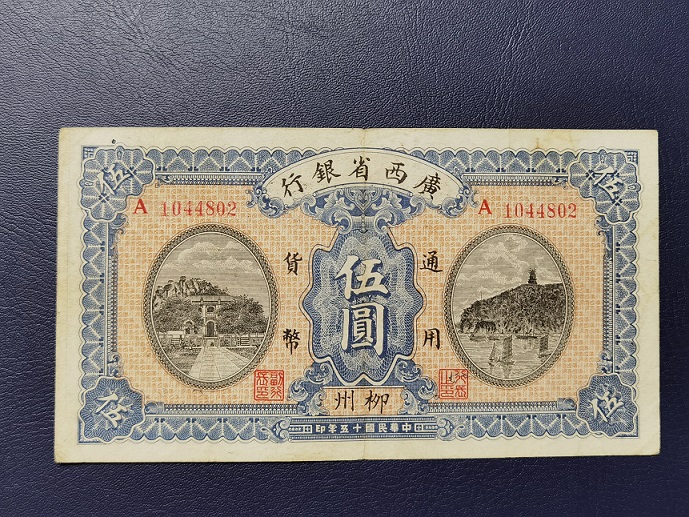 廣西省銀行
A 1044802
A 1044802
通用
貨幣
伍圓
柳州
中華民國十五年印
伍
伍
伍
伍